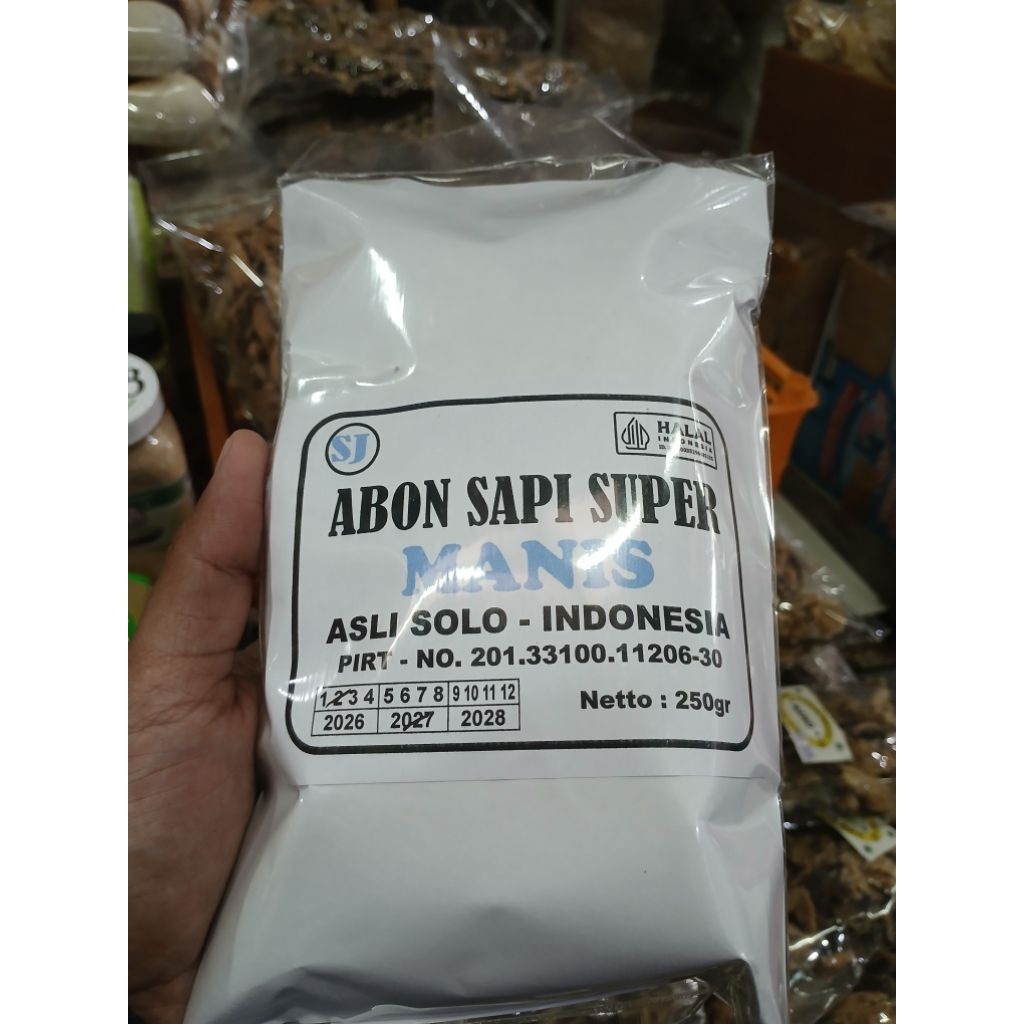 SJ
HALAL
INDONESIA
ABON SAPI SUPER
MANIS
ASLI SOLO - INDONESIA
PIRT - NO. 201.33100.11206-30
1 2 3 4 5 6 7 8 9 10 11 12
2026 2027 2028
Netto : 250gr